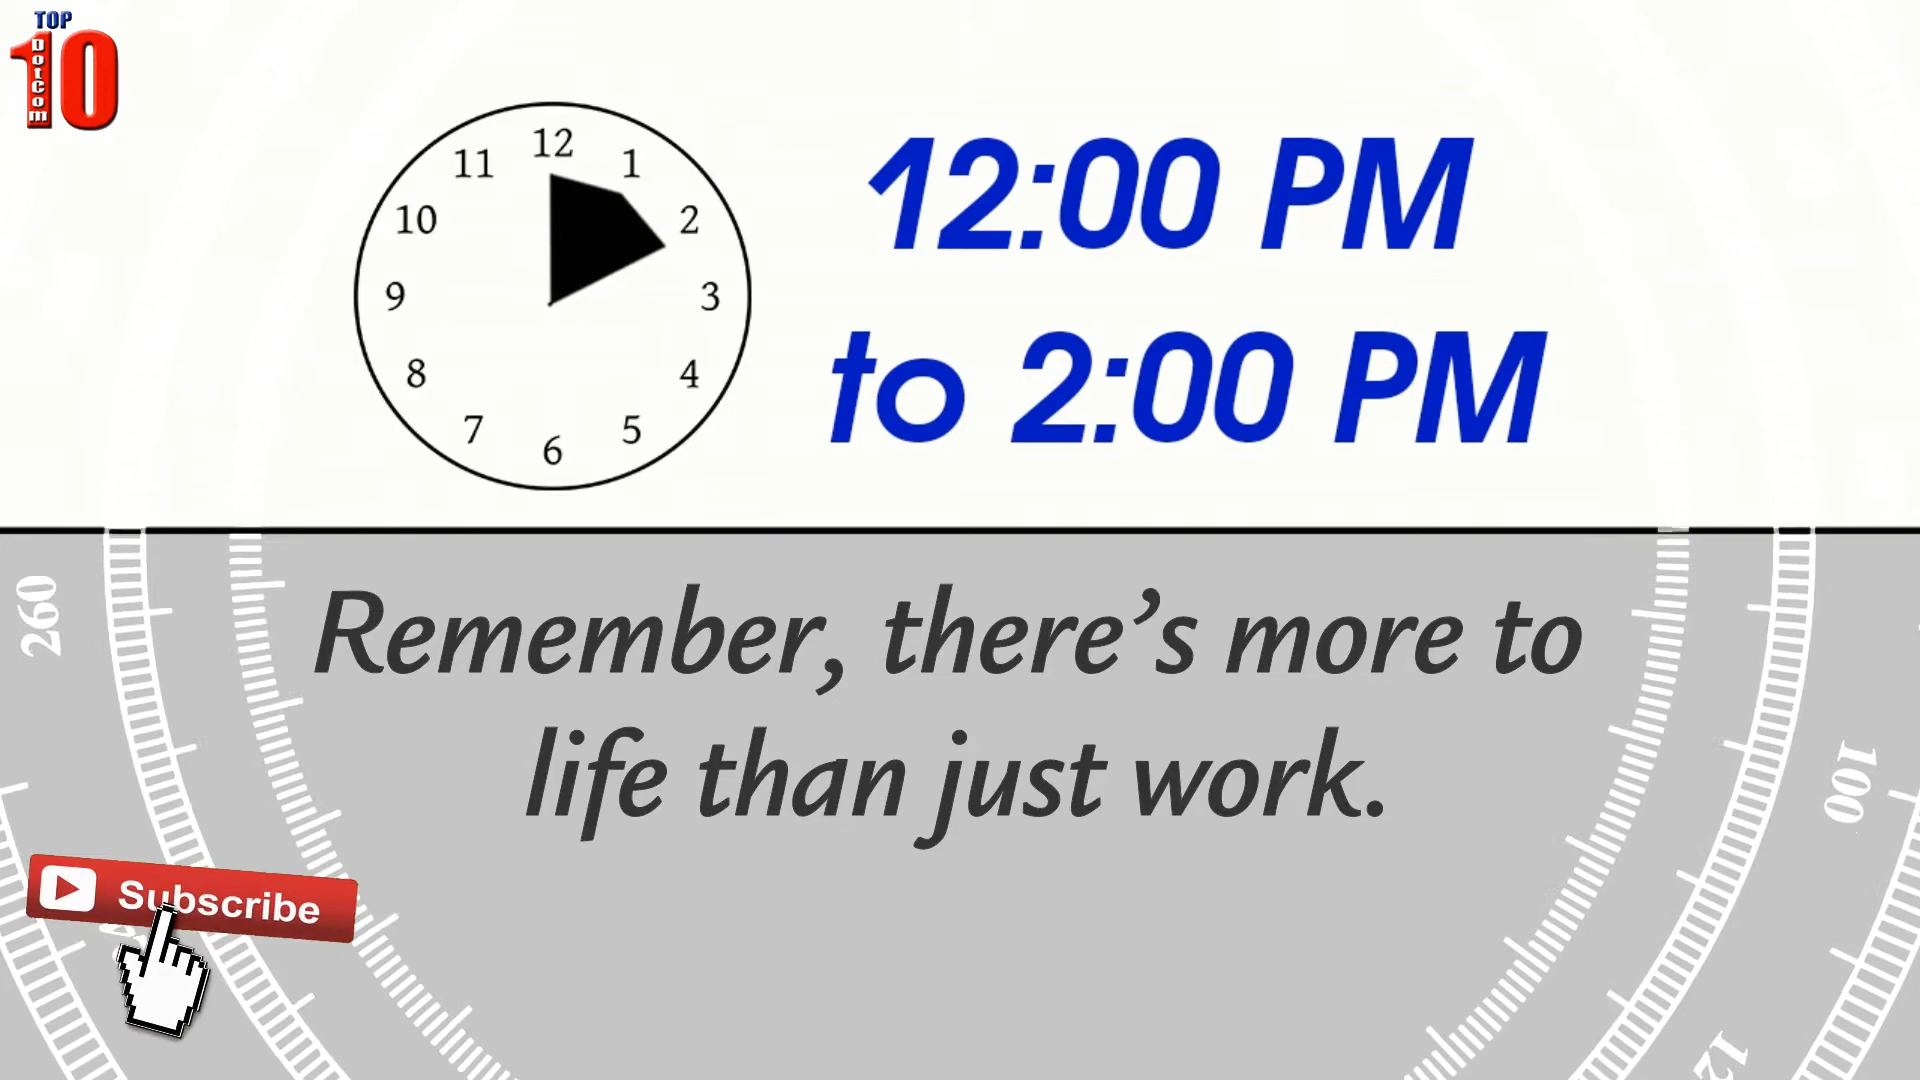 TOP
10
DotCom
12
11
1
10
2
9
3
8
4
7
5
6
12:00 PM
to 2:00 PM
260
Remember, there’s more to
life than just work.
100
Subscribe